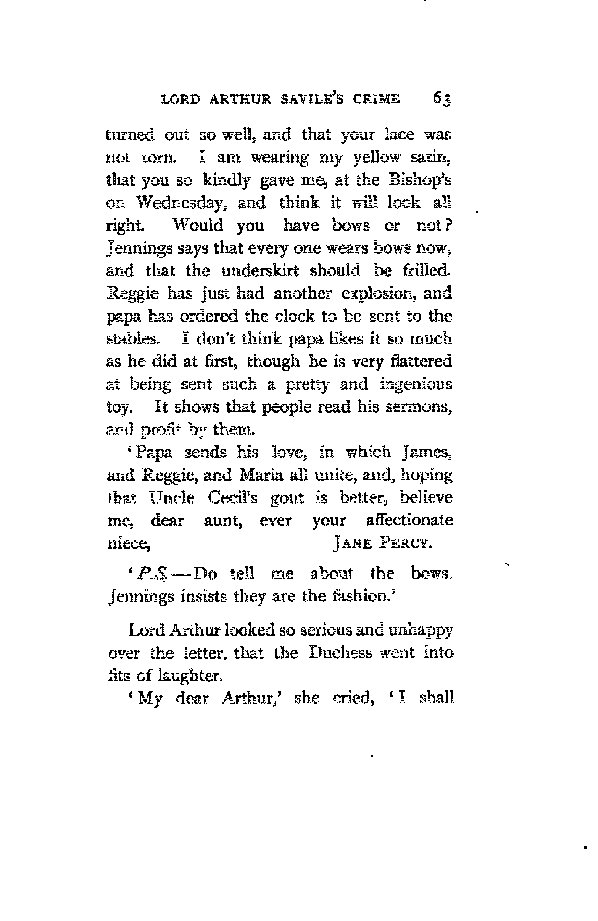 LORD ARTHUR SAVILE'S CRIME 63
turned out so well, and that your lace was
not torn. I am wearing my yellow satin,
that you so kindly gave me, at the Bishop's
on Wednesday, and think it will look all
right. Would you have bows or not?
Jennings says that every one wears bows now,
and that the underskirt should be frilled.
Reggie has just had another explosion, and
papa has ordered the clock to be sent to the
stables. I don't think papa likes it so much
as he did at first, though he is very flattered
at being sent such a pretty and ingenious
toy. It shows that people read his sermons,
and profit by them.
'Papa sends his love, in which James,
and Reggie, and Maria all unite, and, hoping
that Uncle Cecil's gout is better, believe
me, dear aunt, ever your affectionate
niece, JANE PERCY.
'P.S.—Do tell me about the bows.
Jennings insists they are the fashion.'
Lord Arthur looked so serious and unhappy
over the letter, that the Duchess went into
fits of laughter.
'My dear Arthur,' she cried, 'I shall